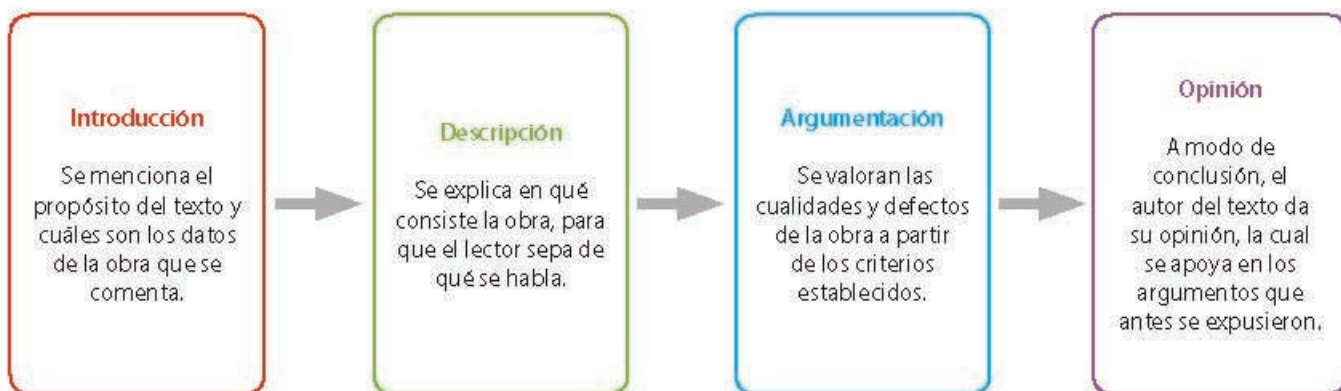 Introducción
Se menciona el
propósito del texto y
cuáles son los datos
de la obra que se
comenta.
Descripción
Se explica en qué
consiste la obra, para
que el lector sepa de
qué se habla.
Argumentación
Se valoran las
cualidades y defectos
de la obra a partir
de los criterios
establecidos.
Opinión
A modo de
conclusión, el
autor del texto da
su opinión, la cual
se apoya en los
argumentos que
antes se expusieron.